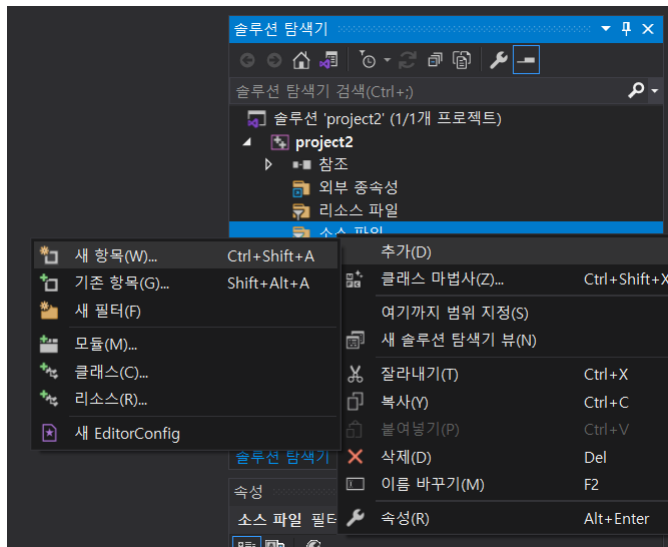 솔루션 탐색기
솔루션 탐색기 검색(Ctrl+;)
솔루션 'project2' (1/1개 프로젝트)
project2
참조
외부 종속성
리소스 파일
소스 파일
새 항목(W)... Ctrl+Shift+A
기존 항목(G)... Shift+Alt+A
새 필터(F)
모듈(M)...
클래스(C)...
리소스(R)...
새 EditorConfig
추가(D)
클래스 마법사(Z)... Ctrl+Shift+X
여기까지 범위 지정(S)
새 솔루션 탐색기 뷰(N)
잘라내기(T) Ctrl+X
복사(Y) Ctrl+C
붙여넣기(P) Ctrl+V
삭제(D) Del
이름 바꾸기(M) F2
속성(R) Alt+Enter
솔루션 탐색기
속성
소스 파일 필터